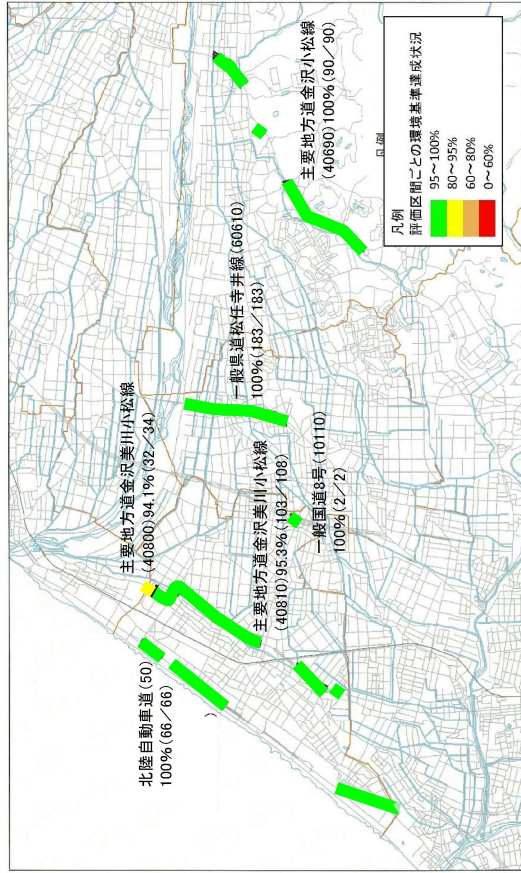 北陸自動車道(50)
100%(66／66)
)
主要地方道金沢美川小松線
(40800)94.1%(32／34)
主要地方道金沢美川小松線
(40810)95.3%(103／108)
一般国道8号(10110)
100%(2／2)
一般県道松任寺井線(60610)
100%(183／183)
主要地方道金沢小松線
(40690)100%(90／90)
凡例
凡例
評価区間ごとの環境基準達成状況
95～100%
80～95%
60～80%
0～60%